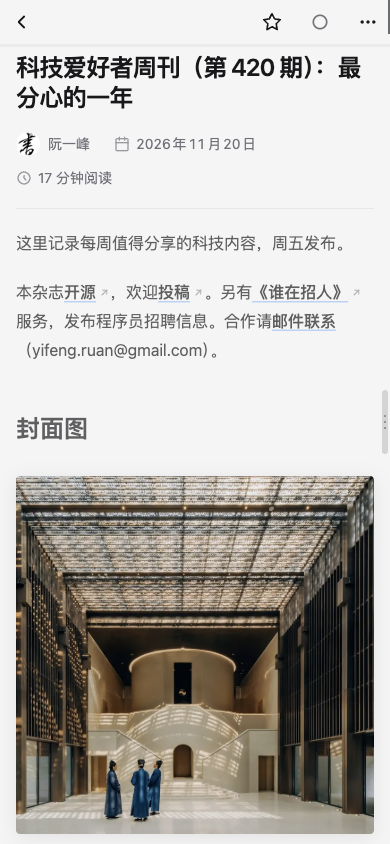 科技爱好者周刊（第 420 期）：最
分心的一年
阮一峰 2026 年 11 月 20 日
17 分钟阅读
这里记录每周值得分享的科技内容，周五发布。
本杂志开源↗，欢迎投稿↗。另有《谁在招人》↗
服务，发布程序员招聘信息。合作请邮件联系
（yifeng.ruan@gmail.com）。
封面图